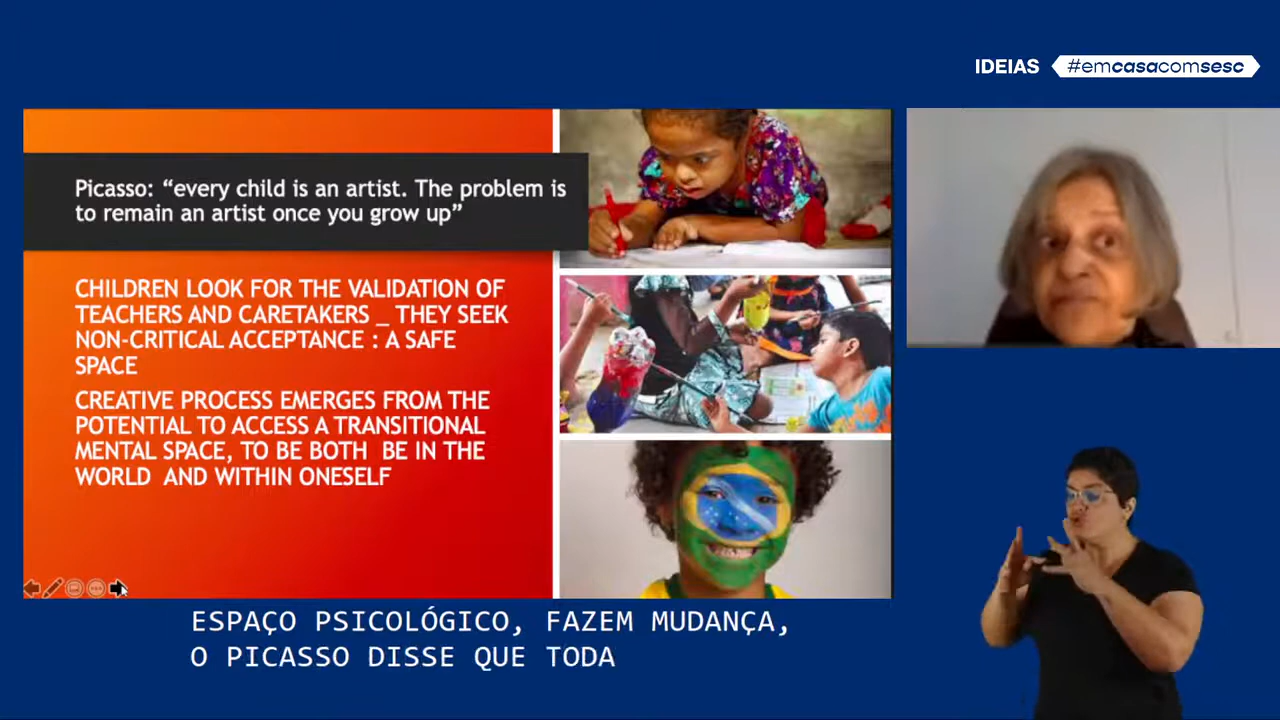 IDEIAS #emcasacomsesc
Picasso: “every child is an artist. The problem is
to remain an artist once you grow up”
CHILDREN LOOK FOR THE VALIDATION OF
TEACHERS AND CARETAKERS _ THEY SEEK
NON-CRITICAL ACCEPTANCE : A SAFE
SPACE
CREATIVE PROCESS EMERGES FROM THE
POTENTIAL TO ACCESS A TRANSITIONAL
MENTAL SPACE, TO BE BOTH BE IN THE
WORLD AND WITHIN ONESELF
ESPAÇO PSICOLÓGICO, FAZEM MUDANÇA,
O PICASSO DISSE QUE TODA